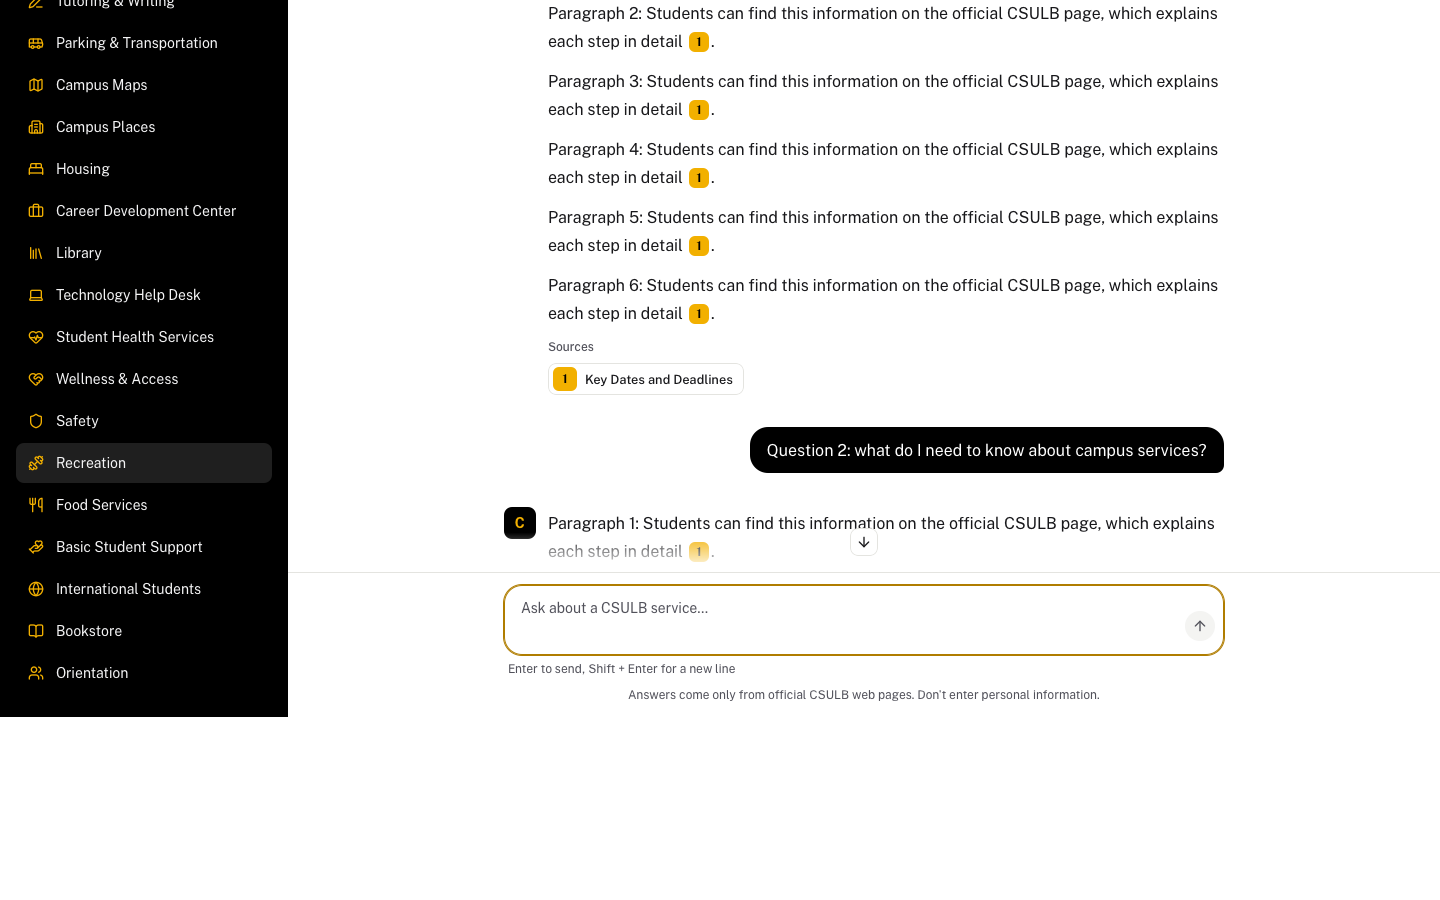 Tutoring & Writing
Parking & Transportation
Campus Maps
Campus Places
Housing
Career Development Center
Library
Technology Help Desk
Student Health Services
Wellness & Access
Safety
Recreation
Food Services
Basic Student Support
International Students
Bookstore
Orientation
Paragraph 2: Students can find this information on the official CSULB page, which explains
each step in detail 1.
Paragraph 3: Students can find this information on the official CSULB page, which explains
each step in detail 1.
Paragraph 4: Students can find this information on the official CSULB page, which explains
each step in detail 1.
Paragraph 5: Students can find this information on the official CSULB page, which explains
each step in detail 1.
Paragraph 6: Students can find this information on the official CSULB page, which explains
each step in detail 1.
Sources
1 Key Dates and Deadlines
Question 2: what do I need to know about campus services?
C
Paragraph 1: Students can find this information on the official CSULB page, which explains
each step in detail 1.
Ask about a CSULB service...
Enter to send, Shift + Enter for a new line
Answers come only from official CSULB web pages. Don't enter personal information.